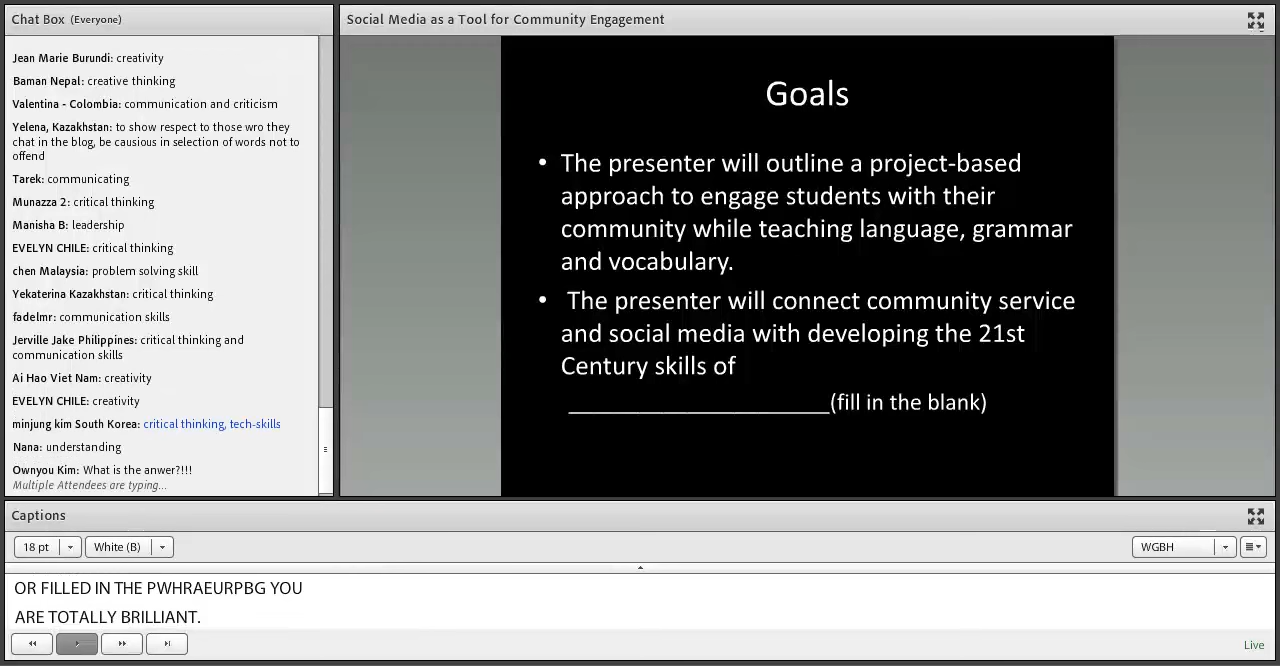 Chat Box (Everyone)
Jean Marie Burundi: creativity
Baman Nepal: creative thinking
Valentina - Colombia: communication and criticism
Yelena, Kazakhstan: to show respect to those wro they
chat in the blog, be causious in selection of words not to
offend
Tarek: communicating
Munazza 2: critical thinking
Manisha B: leadership
EVELYN CHILE: critical thinking
chen Malaysia: problem solving skill
Yekaterina Kazakhstan: critical thinking
fadelmr: communication skills
Jerville Jake Philippines: critical thinking and
communication skills
Ai Hao Viet Nam: creativity
EVELYN CHILE: creativity
minjung kim South Korea: critical thinking, tech-skills
Nana: understanding
Ownyou Kim: What is the anwer?!!!
Multiple Attendees are typing...
Social Media as a Tool for Community Engagement
Goals
• The presenter will outline a project-based
approach to engage students with their
community while teaching language, grammar
and vocabulary.
• The presenter will connect community service
and social media with developing the 21st
Century skills of
______________________(fill in the blank)
Captions
18 pt White (B) WGBH
OR FILLED IN THE PWHRAEURPBG YOU
ARE TOTALLY BRILLIANT.
Live